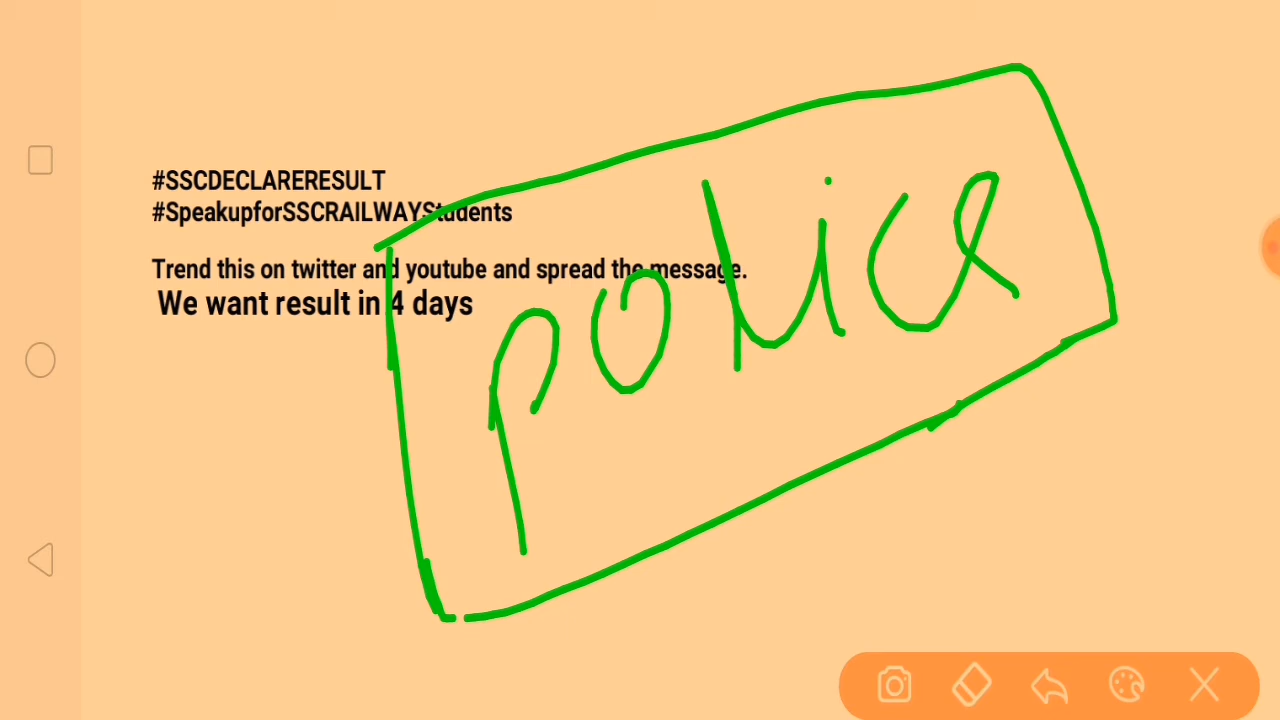 #SSCDECLARERESULT
#SpeakupforSSCRAILWAYStudents
Trend this on twitter and youtube and spread the message.
We want result in 4 days
police